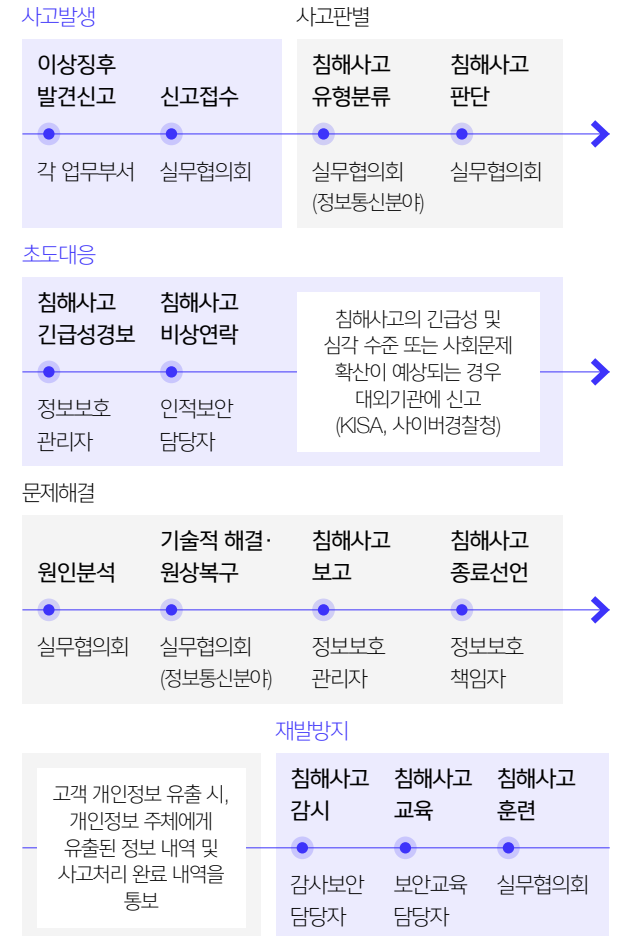 사고발생
사고판별
이상징후
발견신고
신고접수
침해사고
유형분류
침해사고
판단
각 업무부서
실무협의회
실무협의회
(정보통신분야)
실무협의회
초도대응
침해사고
긴급성경보
침해사고
비상연락
정보보호
관리자
인적보안
담당자
침해사고의 긴급성 및
심각 수준 또는 사회문제
확산이 예상되는 경우
대외기관에 신고
(KISA, 사이버경찰청)
문제해결
원인분석
기술적 해결·
원상복구
침해사고
보고
침해사고
종료선언
실무협의회
실무협의회
(정보통신분야)
정보보호
관리자
정보보호
책임자
재발방지
고객 개인정보 유출 시,
개인정보 주체에게
유출된 정보 내역 및
사고처리 완료 내역을
통보
침해사고
감시
침해사고
교육
침해사고
훈련
감사보안
담당자
보안교육
담당자
실무협의회